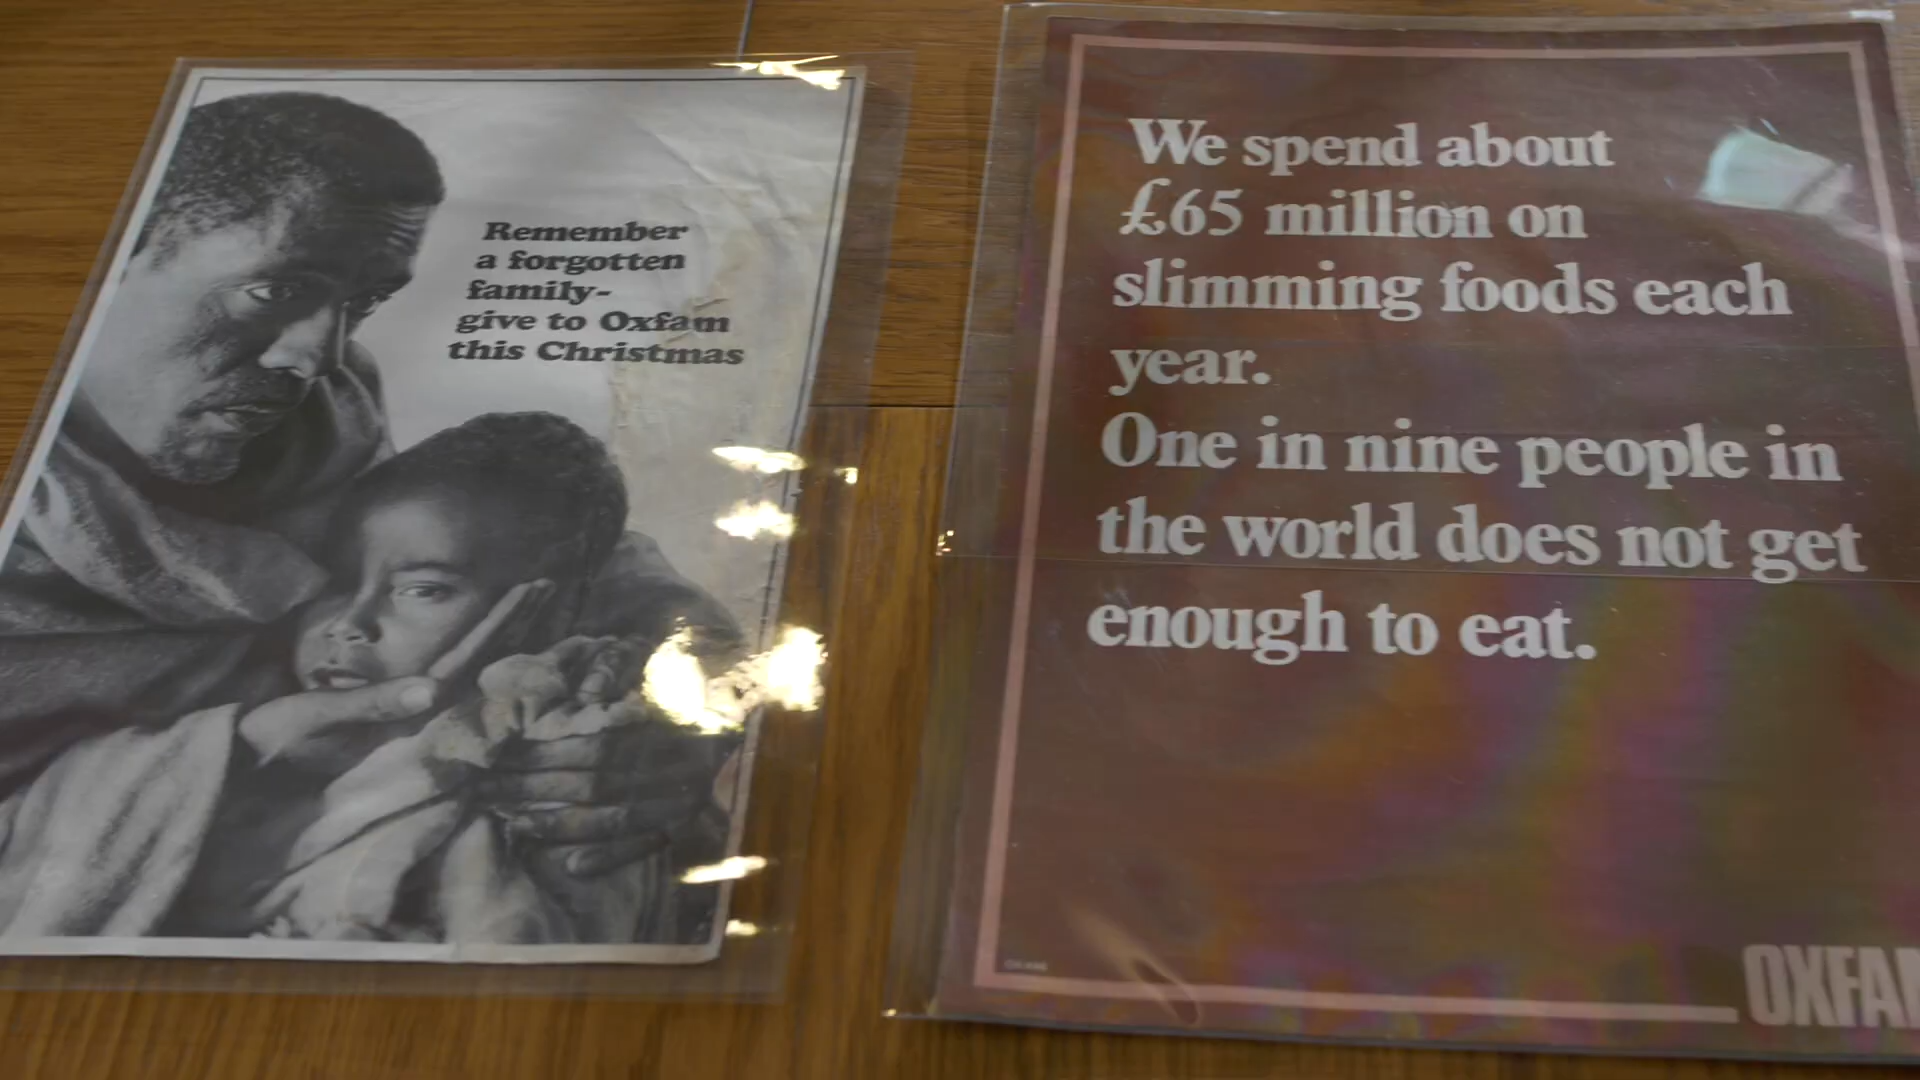 Remember
a forgotten
family-
give to Oxfam
this Christmas
We spend about
£65 million on
slimming foods each
year.
One in nine people in
the world does not get
enough to eat.